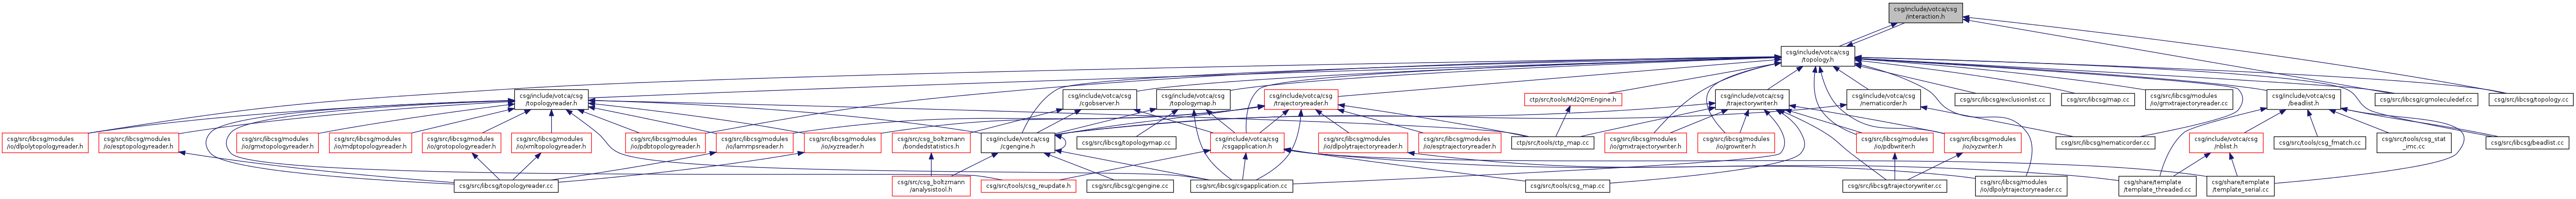 csg/include/votca/csg
/interaction.h
csg/include/votca/csg
/topology.h
csg/include/votca/csg
/topologyreader.h
csg/include/votca/csg
/cgobserver.h
csg/include/votca/csg
/topologymap.h
csg/include/votca/csg
/trajectoryreader.h
ctp/src/tools/Md2QmEngine.h
csg/include/votca/csg
/trajectorywriter.h
csg/include/votca/csg
/nematicorder.h
csg/src/libcsg/exclusionlist.cc
csg/src/libcsg/map.cc
csg/src/libcsg/modules
/io/gmxtrajectoryreader.cc
csg/include/votca/csg
/beadlist.h
csg/src/libcsg/cgmoleculedef.cc
csg/src/libcsg/topology.cc
csg/src/libcsg/modules
/io/dlpolytopologyreader.h
csg/src/libcsg/modules
/io/esptopologyreader.h
csg/src/libcsg/modules
/io/gmxtopologyreader.h
csg/src/libcsg/modules
/io/mdptopologyreader.h
csg/src/libcsg/modules
/io/grotopologyreader.h
csg/src/libcsg/modules
/io/xmltopologyreader.h
csg/src/libcsg/modules
/io/pdbtopologyreader.h
csg/src/libcsg/modules
/io/lammpsreader.h
csg/src/libcsg/modules
/io/xyzreader.h
csg/src/csg_boltzmann
/bondedstatistics.h
csg/include/votca/csg
/cgengine.h
csg/src/libcsg/topologymap.cc
csg/include/votca/csg
/csgapplication.h
csg/src/libcsg/modules
/io/dlpolytrajectoryreader.h
csg/src/libcsg/modules
/io/esptrajectoryreader.h
ctp/src/tools/ctp_map.cc
csg/src/libcsg/modules
/io/gmxtrajectorywriter.h
csg/src/libcsg/modules
/io/growriter.h
csg/src/libcsg/modules
/io/pdbwriter.h
csg/src/libcsg/modules
/io/xyzwriter.h
csg/src/libcsg/nematicorder.cc
csg/include/votca/csg
/nblist.h
csg/src/tools/csg_fmatch.cc
csg/src/tools/csg_stat
_imc.cc
csg/src/libcsg/beadlist.cc
csg/src/libcsg/topologyreader.cc
csg/src/csg_boltzmann
/analysistool.h
csg/src/tools/csg_reupdate.h
csg/src/libcsg/cgengine.cc
csg/src/libcsg/csgapplication.cc
csg/src/tools/csg_map.cc
csg/src/libcsg/trajectorywriter.cc
csg/src/libcsg/modules
/io/dlpolytrajectoryreader.cc
csg/share/template
/template_threaded.cc
csg/share/template
/template_serial.cc